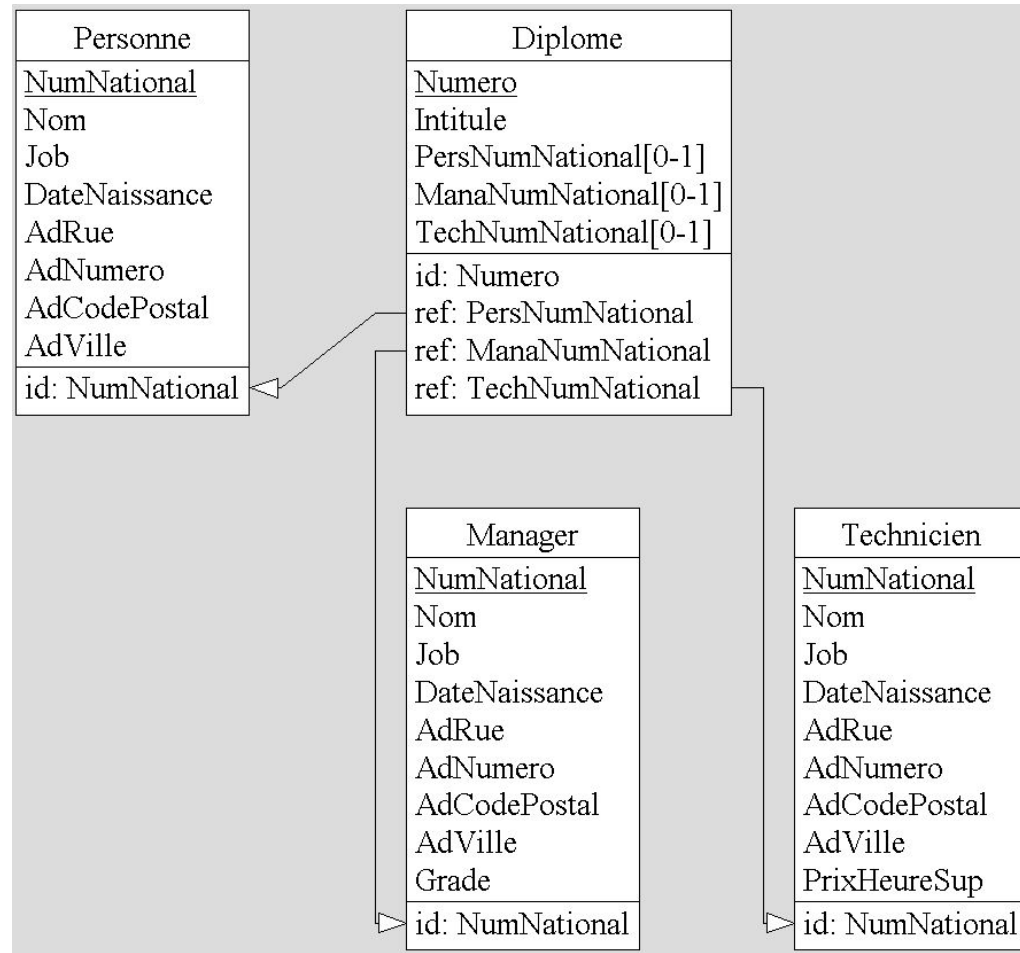 Personne
NumNational
Nom
Job
DateNaissance
AdRue
AdNumero
AdCodePostal
AdVille
id: NumNational
Diplome
Numero
Intitule
PersNumNational[0-1]
ManaNumNational[0-1]
TechNumNational[0-1]
id: Numero
ref: PersNumNational
ref: ManaNumNational
ref: TechNumNational
Manager
NumNational
Nom
Job
DateNaissance
AdRue
AdNumero
AdCodePostal
AdVille
Grade
id: NumNational
Technicien
NumNational
Nom
Job
DateNaissance
AdRue
AdNumero
AdCodePostal
AdVille
PrixHeureSup
id: NumNational